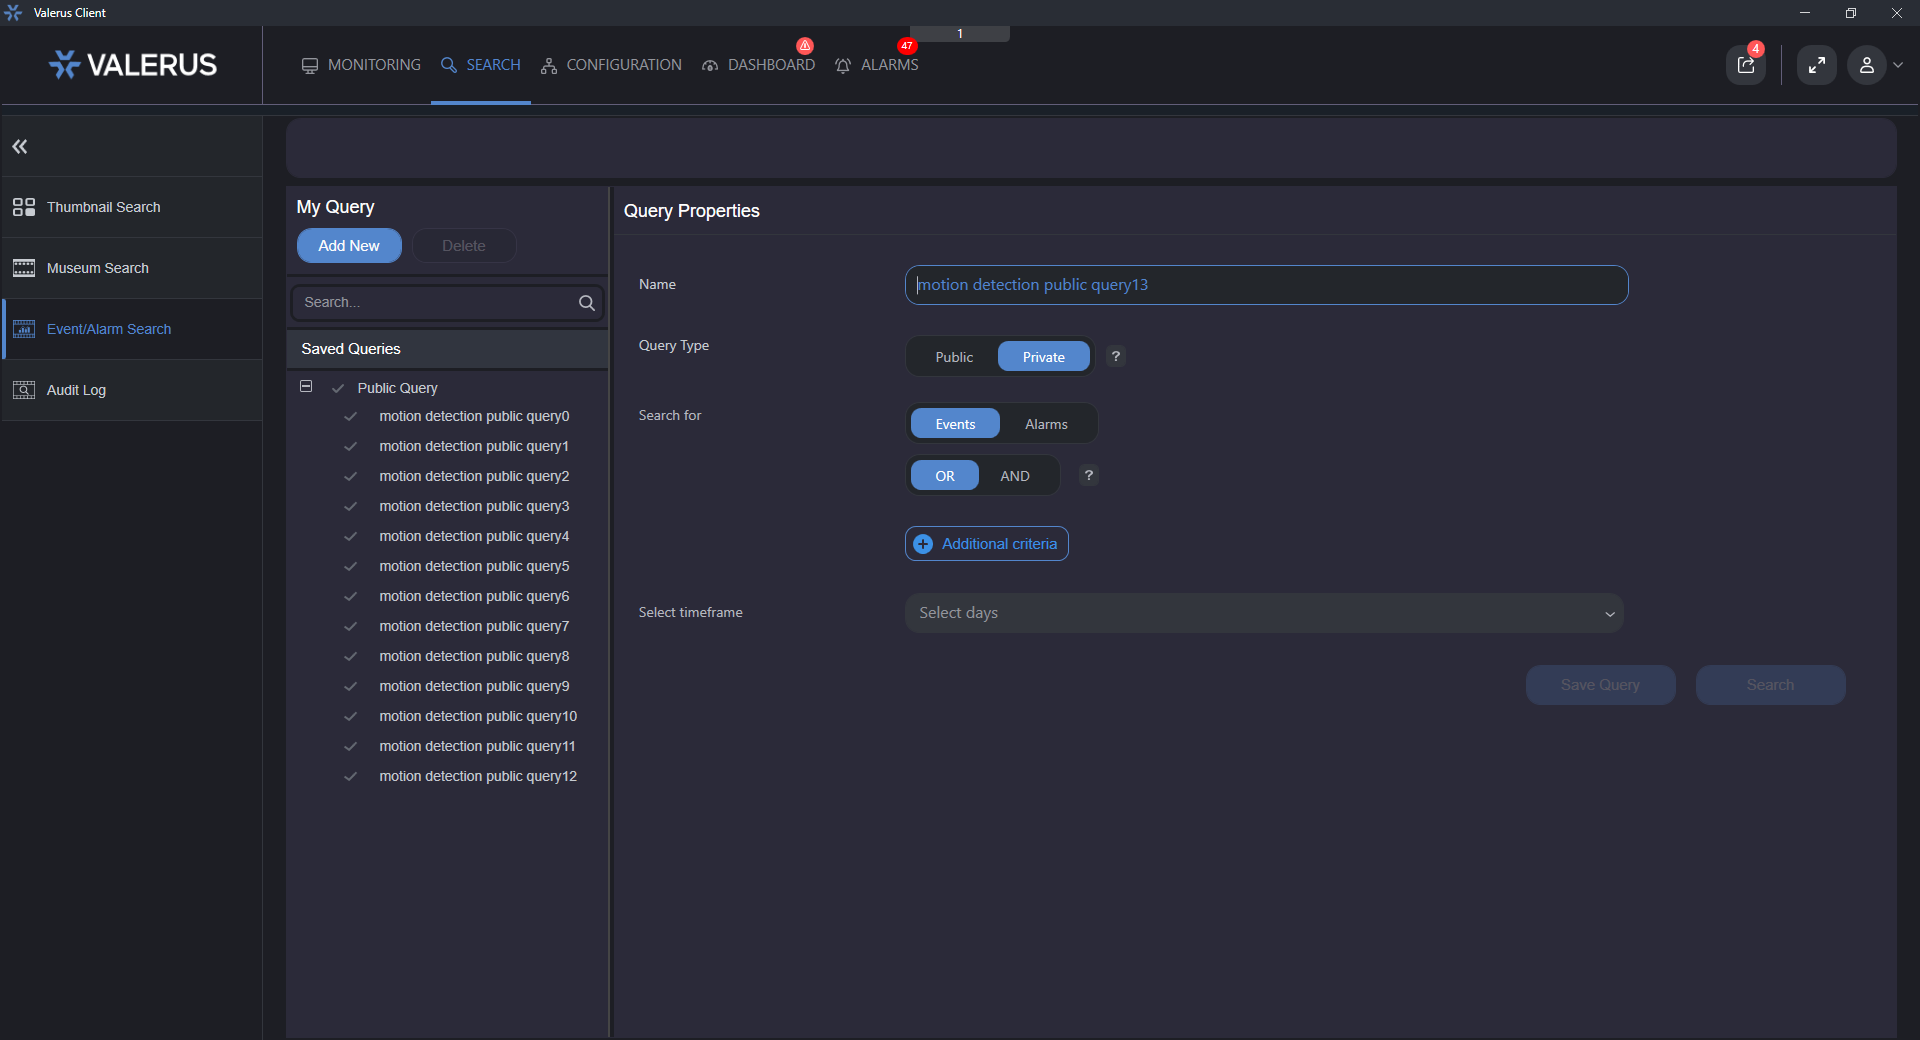 Valerus Client
VALERUS
MONITORING
SEARCH
CONFIGURATION
DASHBOARD
47
ALARMS
1
4
Thumbnail Search
Museum Search
Event/Alarm Search
Audit Log
My Query
Add New
Delete
Search...
Saved Queries
Public Query
motion detection public query0
motion detection public query1
motion detection public query2
motion detection public query3
motion detection public query4
motion detection public query5
motion detection public query6
motion detection public query7
motion detection public query8
motion detection public query9
motion detection public query10
motion detection public query11
motion detection public query12
Query Properties
Name
motion detection public query13
Query Type
Public
Private
?
Search for
Events
Alarms
OR
AND
?
Additional criteria
Select timeframe
Select days
Save Query
Search